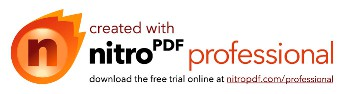 created with
n nitroPDF professional
download the free trial online at nitropdf.com/professional